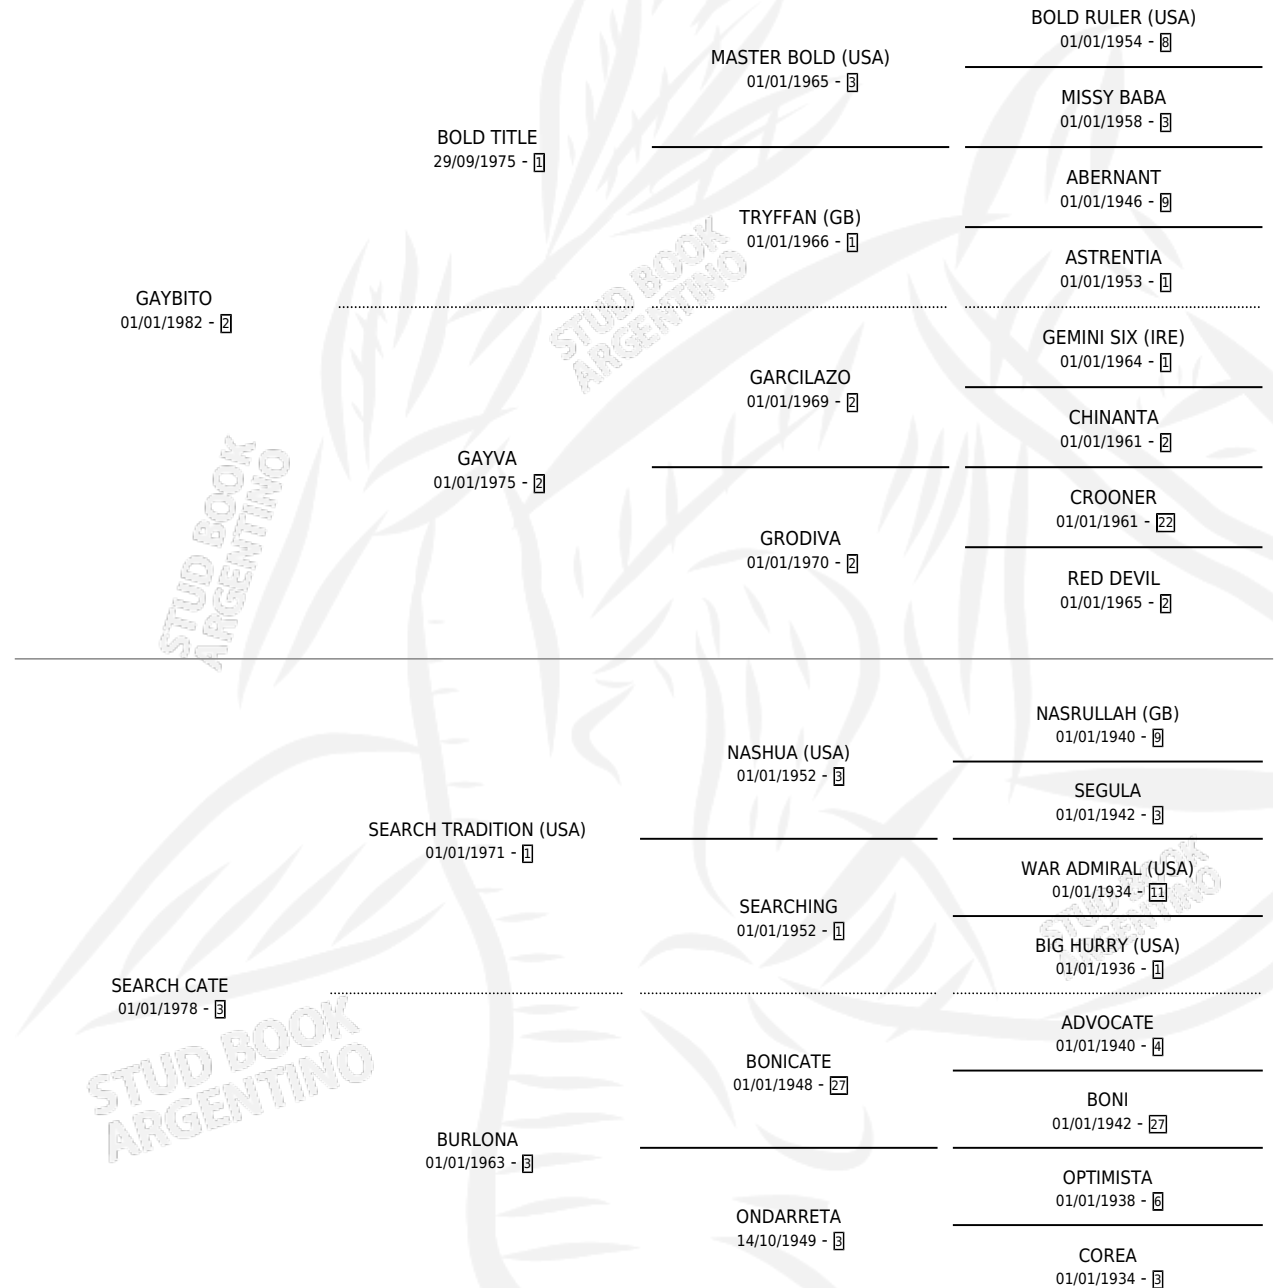 BOLD RULER (USA)
01/01/1954 - 8
MASTER BOLD (USA)
01/01/1965 - 3
MISSY BABA
01/01/1958 - 3
BOLD TITLE
29/09/1975 - 1
ABERNANT
01/01/1946 - 9
TRYFFAN (GB)
01/01/1966 - 1
ASTRENTIA
01/01/1953 - 1
GAYBITO
01/01/1982 - 2
GEMINI SIX (IRE)
01/01/1964 - 1
GARCILAZO
01/01/1969 - 2
CHINANTA
01/01/1961 - 2
GAYVA
01/01/1975 - 2
CROONER
01/01/1961 - 22
GRODIVA
01/01/1970 - 2
RED DEVIL
01/01/1965 - 2
STUD BOOK
ARGENTINO
STUD BOOK
ARGENTINO
NASRULLAH (GB)
01/01/1940 - 9
NASHUA (USA)
01/01/1952 - 3
SEGULA
01/01/1942 - 3
SEARCH TRADITION (USA)
01/01/1971 - 1
WAR ADMIRAL (USA)
01/01/1934 - 11
SEARCHING
01/01/1952 - 1
BIG HURRY (USA)
01/01/1936 - 1
SEARCH CATE
01/01/1978 - 3
ADVOCATE
01/01/1940 - 4
BONICATE
01/01/1948 - 27
BONI
01/01/1942 - 27
BURLONA
01/01/1963 - 3
OPTIMISTA
01/01/1938 - 6
ONDARRETA
14/10/1949 - 3
COREA
01/01/1934 - 3
STUD BOOK
ARGENTINO
STUD BOOK
ARGENTINO